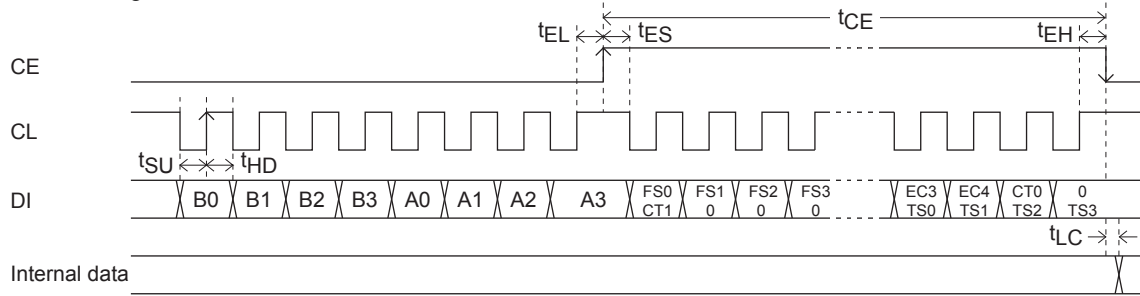 tCE
tEL tES tEH
CE
CL
tSU tHD
DI B0 B1 B2 B3 A0 A1 A2 A3 FS0 FS1 FS2 FS3 EC3 EC4 CT0 0
CT1 0 0 0 TS0 TS1 TS2 TS3
tLC
Internal data